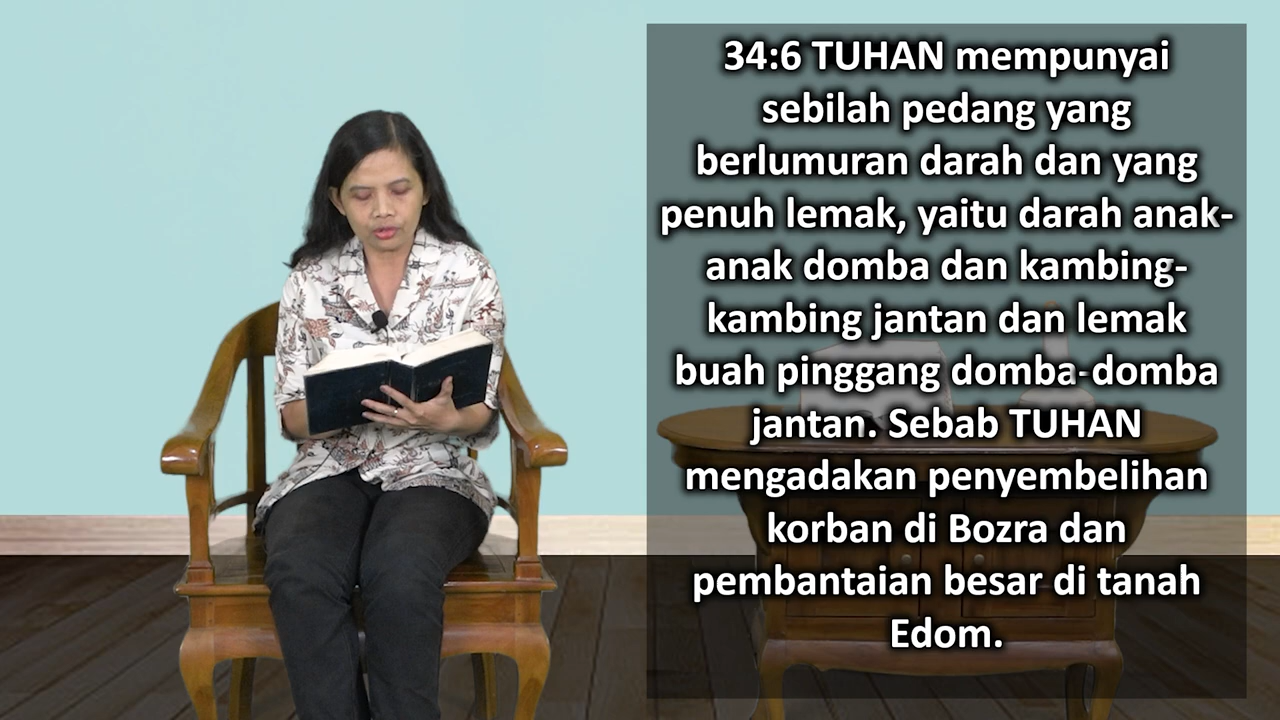 34:6 TUHAN mempunyai
sebilah pedang yang
berlumuran darah dan yang
penuh lemak, yaitu darah anak-
anak domba dan kambing-
kambing jantan dan lemak
buah pinggang domba-domba
jantan. Sebab TUHAN
mengadakan penyembelihan
korban di Bozra dan
pembantaian besar di tanah
Edom.